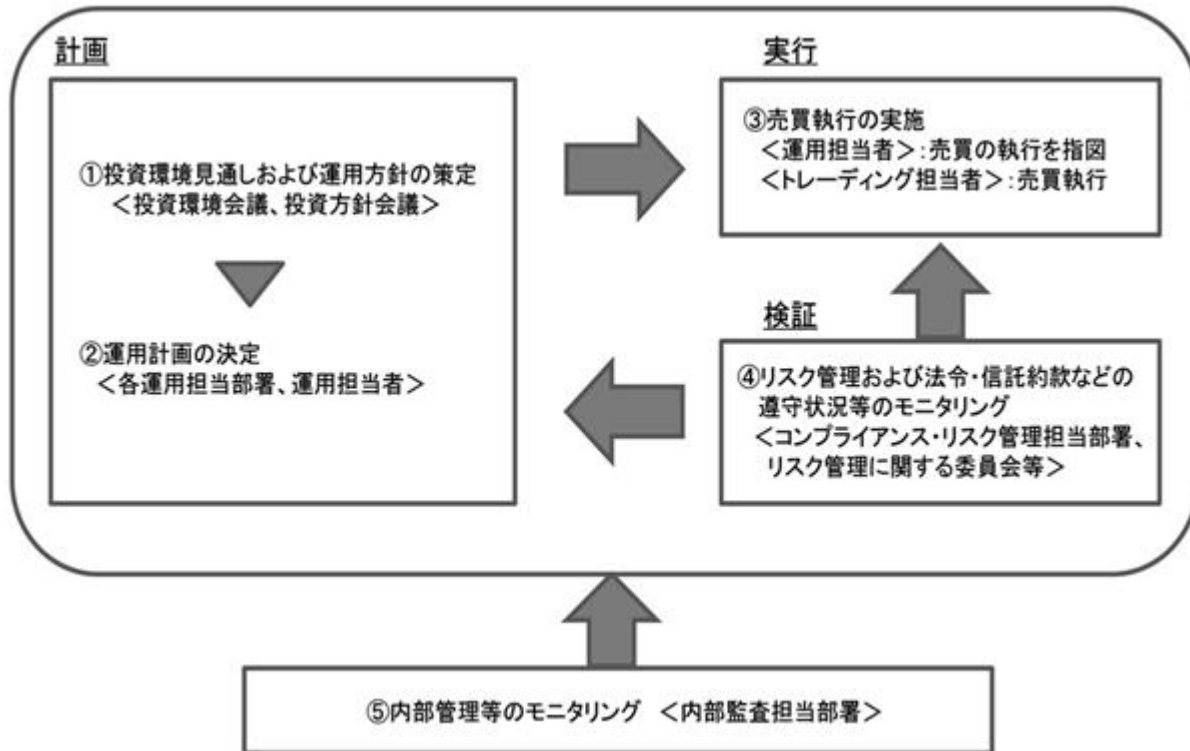 計画
①投資環境見通しおよび運用方針の策定
＜投資環境会議、投資方針会議＞
②運用計画の決定
＜各運用担当部署、運用担当者＞
実行
③売買執行の実施
＜運用担当者＞:売買の執行を指図
＜トレーディング担当者＞:売買執行
検証
④リスク管理および法令・信託約款などの
遵守状況等のモニタリング
＜コンプライアンス・リスク管理担当部署、
リスク管理に関する委員会等＞
⑤内部管理等のモニタリング ＜内部監査担当部署＞